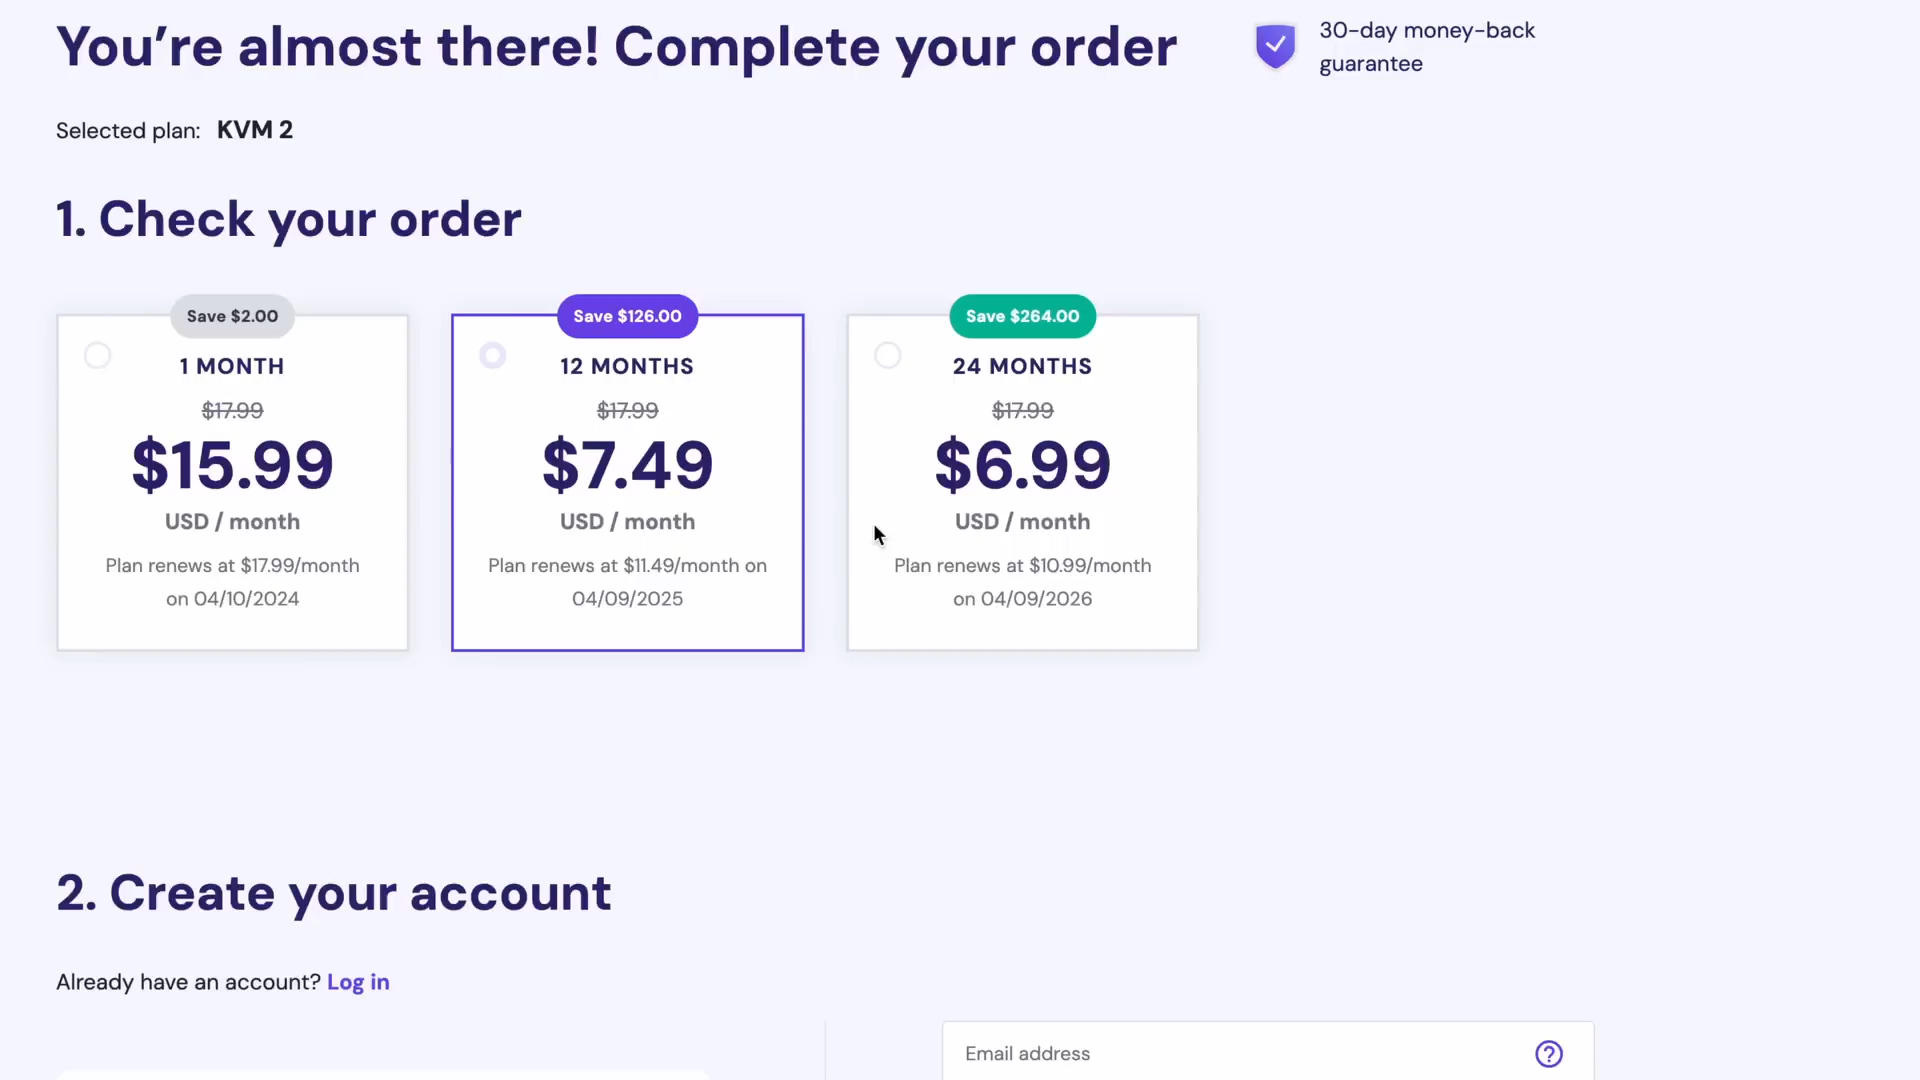 You're almost there! Complete your order
30-day money-back
guarantee
Selected plan: KVM 2
1. Check your order
Save $2.00
1 MONTH
$17.99
$15.99
USD / month
Plan renews at $17.99/month
on 04/10/2024
Save $126.00
12 MONTHS
$17.99
$7.49
USD / month
Plan renews at $11.49/month on
04/09/2025
Save $264.00
24 MONTHS
$17.99
$6.99
USD / month
Plan renews at $10.99/month
on 04/09/2026
2. Create your account
Already have an account? Log in
Email address